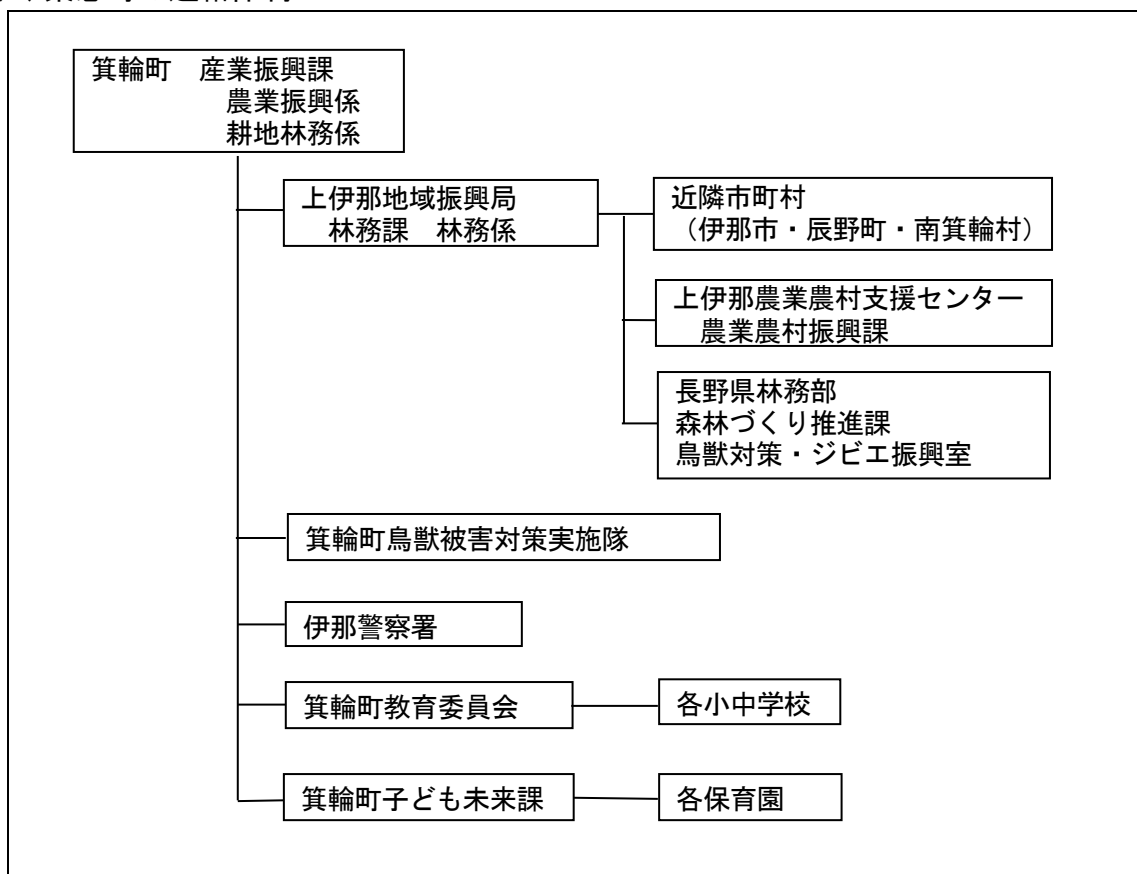 箕輪町　産業振興課
農業振興係
耕地林務係
上伊那地域振興局
林務課　林務係
近隣市町村
（伊那市・辰野町・南箕輪村）
上伊那農業農村支援センター
農業農村振興課
長野県林務部
森林づくり推進課
鳥獣対策・ジビエ振興室
箕輪町鳥獣被害対策実施隊
伊那警察署
箕輪町教育委員会
各小中学校
箕輪町子ども未来課
各保育園